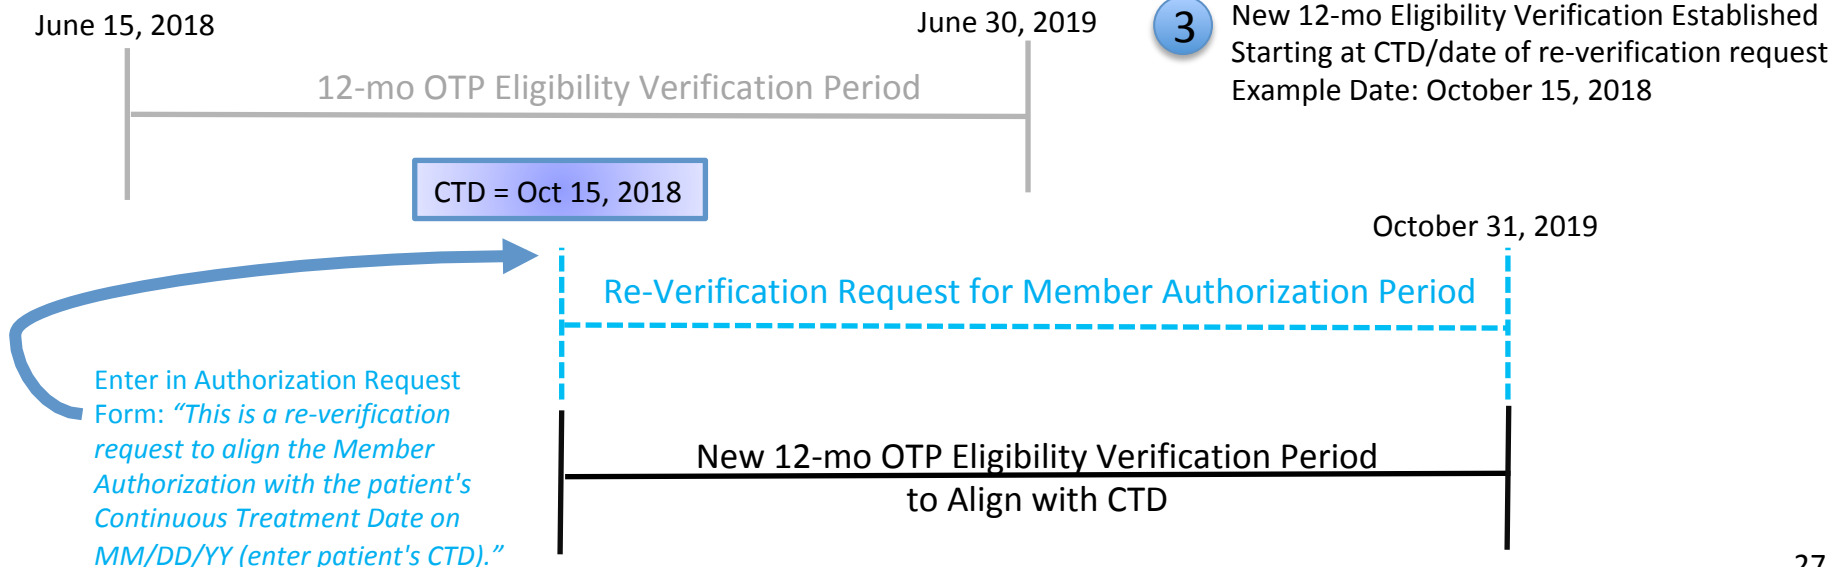 June 15, 2018
June 30, 2019
3
New 12-mo Eligibility Verification Established
Starting at CTD/date of re-verification request
Example Date: October 15, 2018
12-mo OTP Eligibility Verification Period
CTD = Oct 15, 2018
October 31, 2019
Re-Verification Request for Member Authorization Period
Enter in Authorization Request
Form: “This is a re-verification
request to align the Member
Authorization with the patient's
Continuous Treatment Date on
MM/DD/YY (enter patient's CTD).”
New 12-mo OTP Eligibility Verification Period
to Align with CTD
27